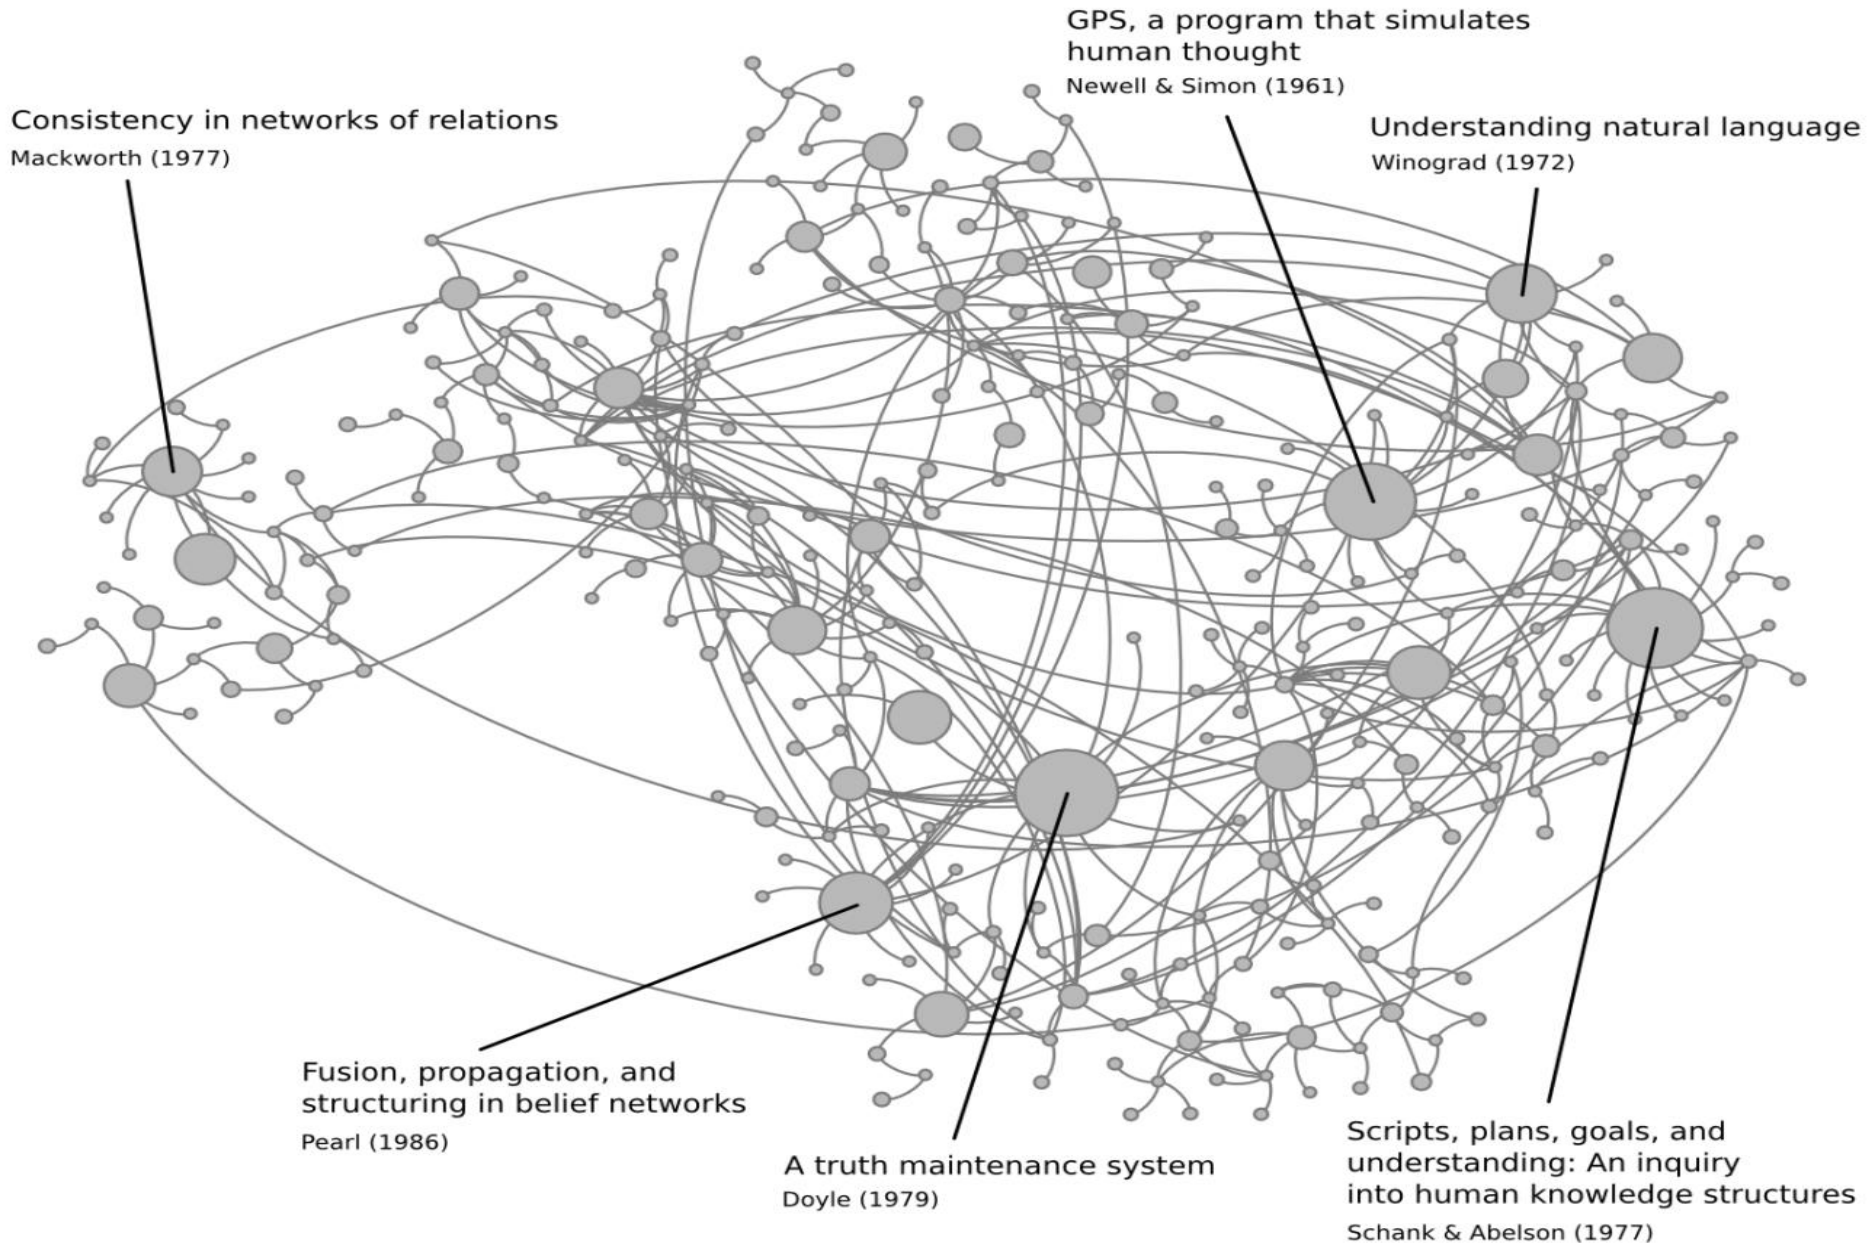 GPS, a program that simulates
human thought
Newell & Simon (1961)
Consistency in networks of relations
Mackworth (1977)
Understanding natural language
Winograd (1972)
Fusion, propagation, and
structuring in belief networks
Pearl (1986)
A truth maintenance system
Doyle (1979)
Scripts, plans, goals, and
understanding: An inquiry
into human knowledge structures
Schank & Abelson (1977)